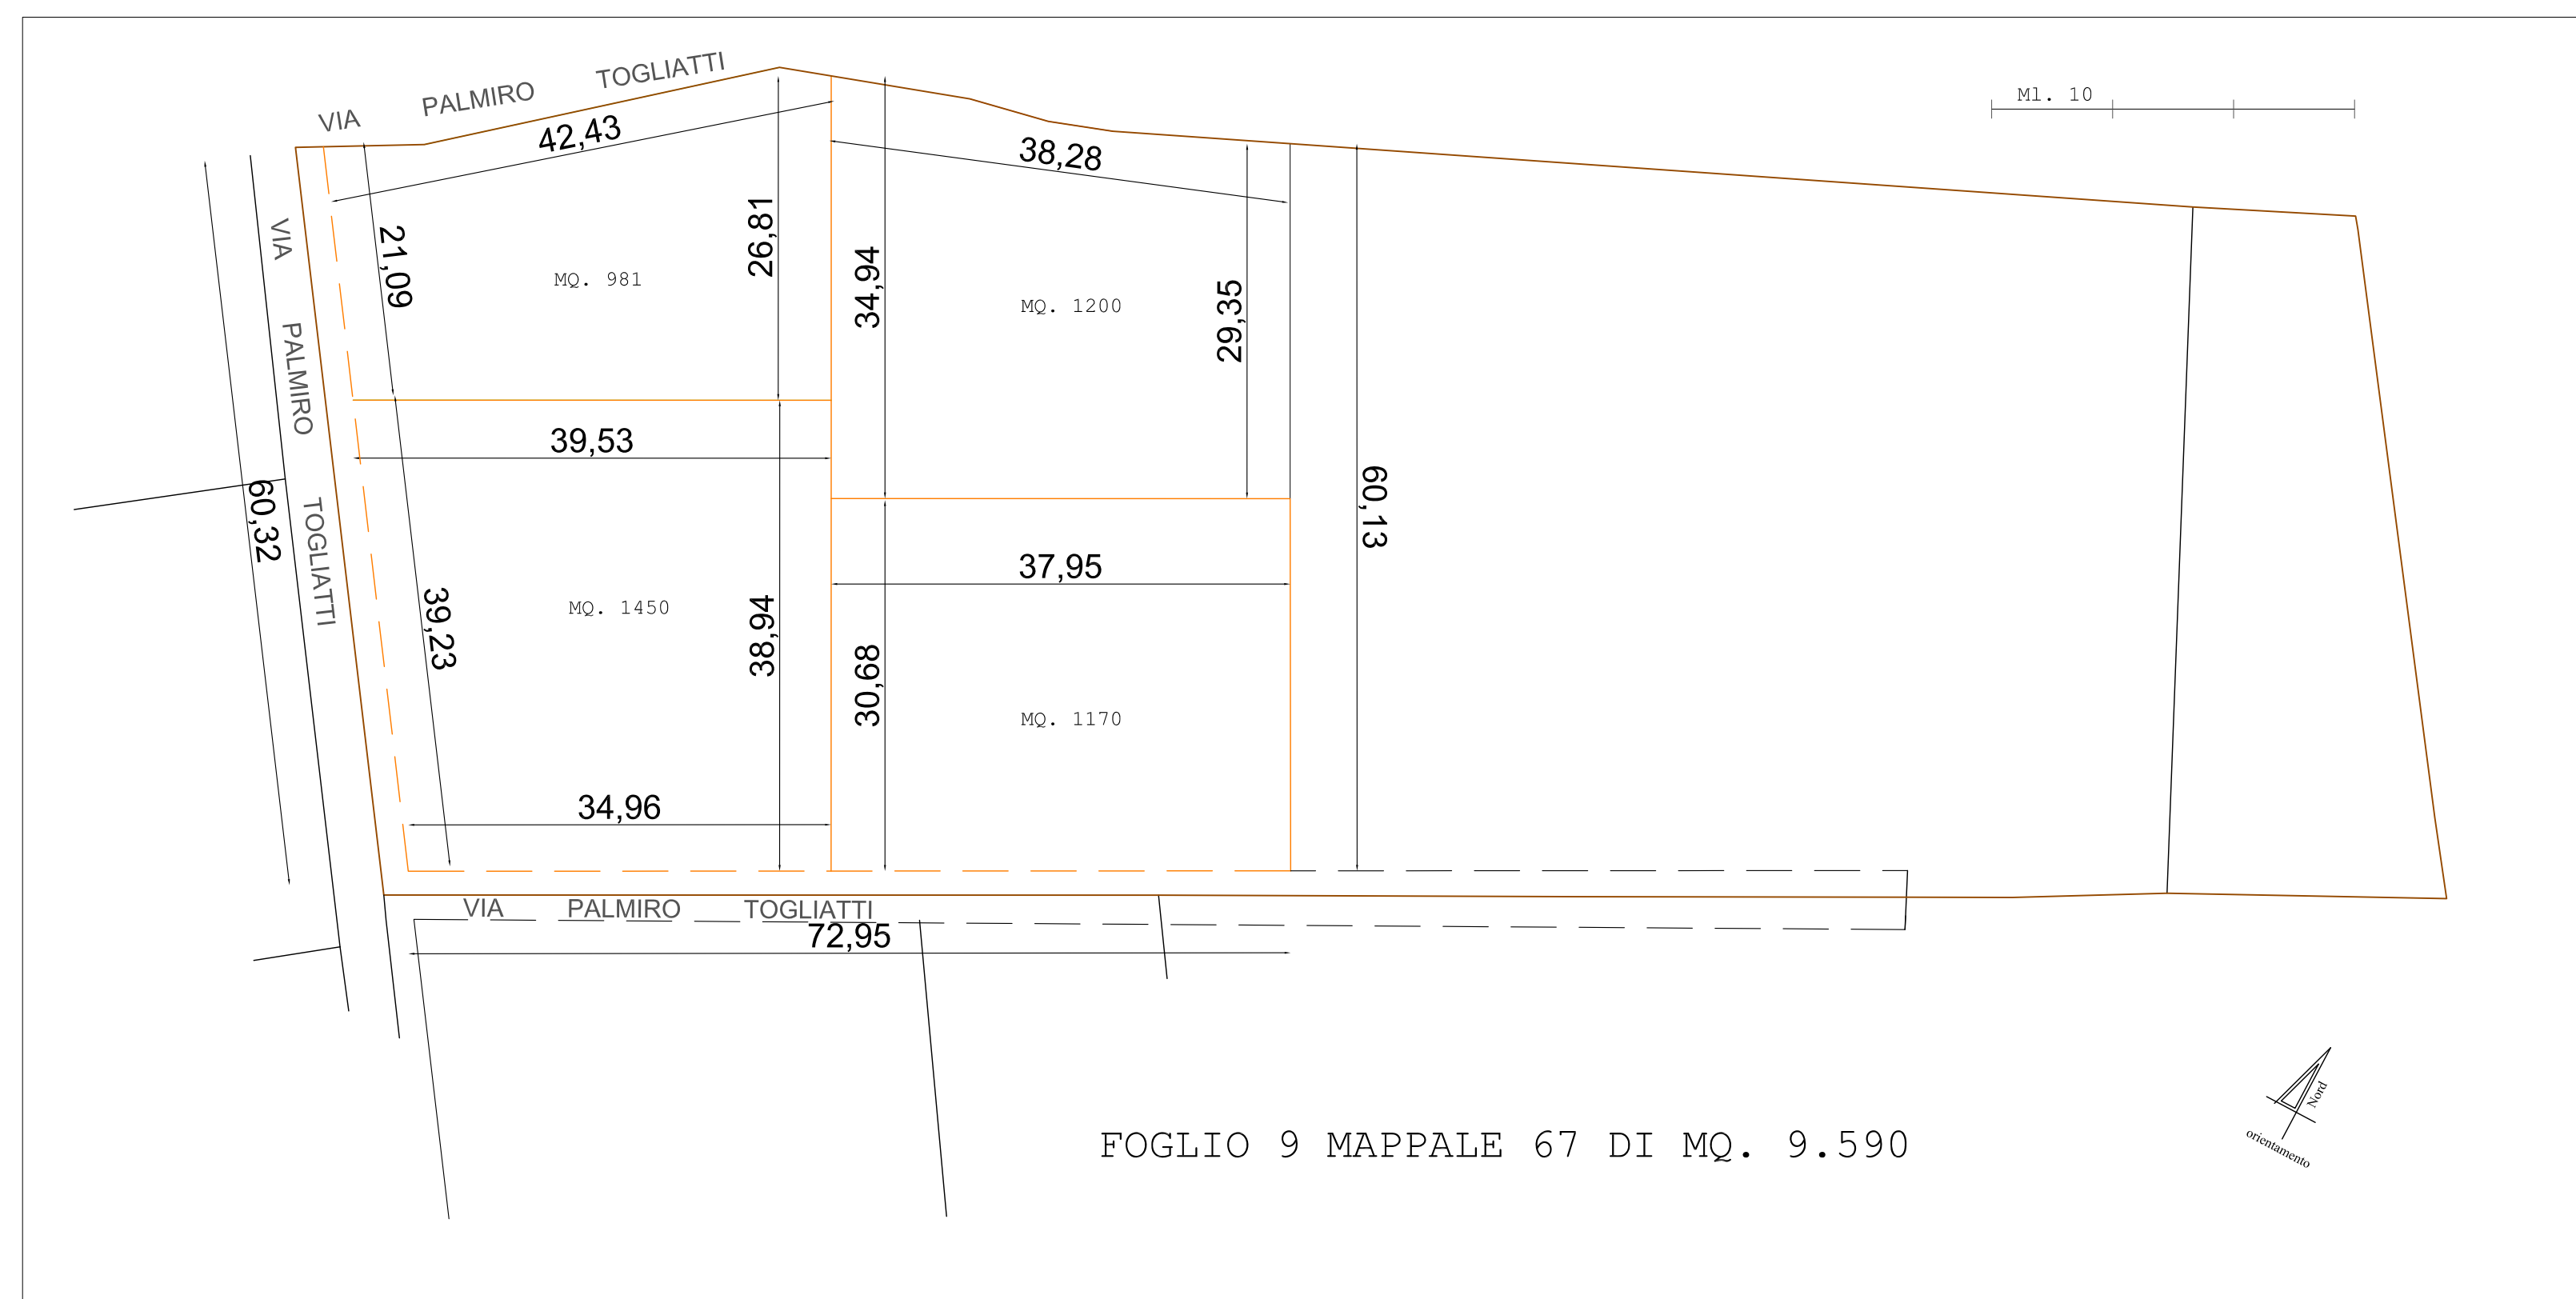 VIA PALMIRO TOGLIATTI
Ml. 10
42,43
38,28
VIA PALMIRO TOGLIATTI
21,09
26,81
34,94
29,35
MQ. 981
MQ. 1200
39,53
60,32
60,13
37,95
39,23
MQ. 1450
38,94
30,68
MQ. 1170
34,96
VIA PALMIRO TOGLIATTI
72,95
Nord
orientamento
FOGLIO 9 MAPPALE 67 DI MQ. 9.590